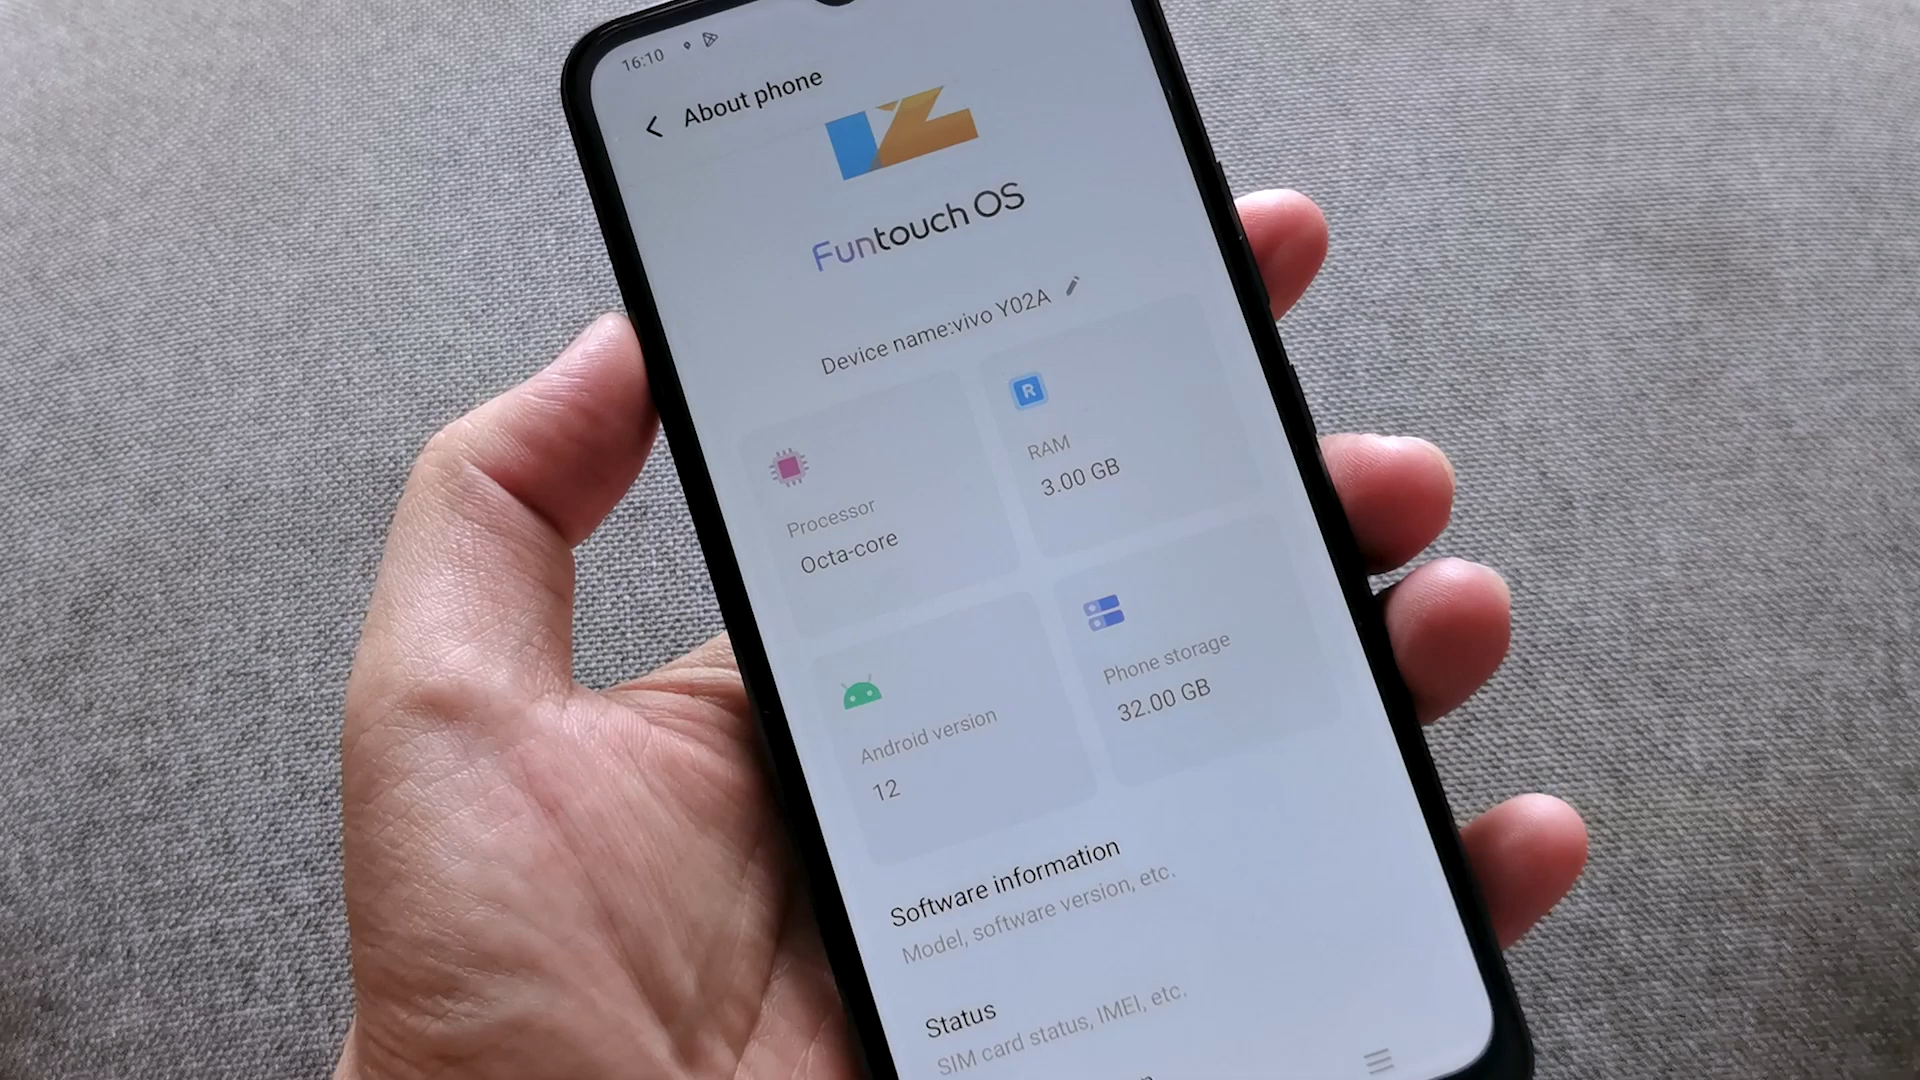 16:10
About phone
12
Funtouch OS
Device name:vivo Y02A
R
RAM
3.00 GB
Processor
Octa-core
Phone storage
32.00 GB
Android version
12
Software information
Model, software version, etc.
Status
SIM card status, IMEI, etc.